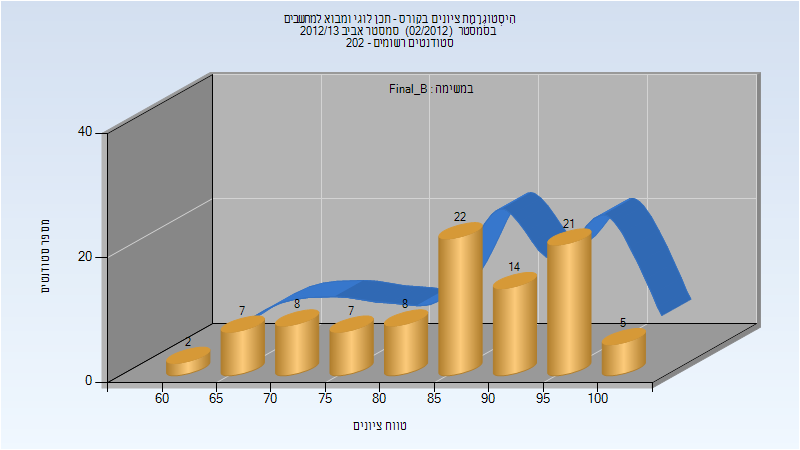 היסטוגרמת ציונים בקורס - תכן לוגי ומבוא למחשבים
בסמסטר (02/2012) סמסטר אביב 2012/13
סטודנטים רשומים - 202
במשימה : Final_B
מספר סטודנטים
40
20
0
2
7
8
7
8
22
14
21
5
60 65 70 75 80 85 90 95 100
טווח ציונים